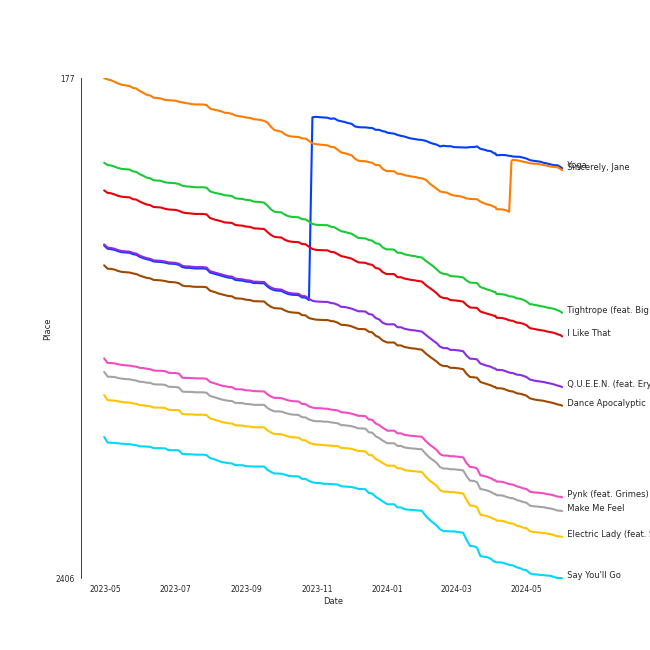 177
Place
2406
Yoga
Sincerely, Jane
Tightrope (feat. Big
I Like That
Q.U.E.E.N. (feat. Ery
Dance Apocalyptic
Pynk (feat. Grimes)
Make Me Feel
Electric Lady (feat. S
Say You'll Go
2023-05 2023-07 2023-09 2023-11 2024-01 2024-03 2024-05
Date